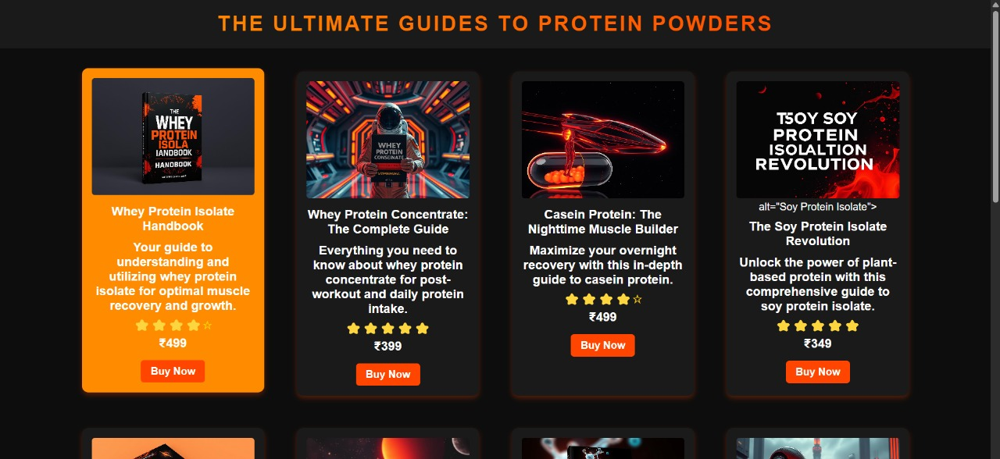 THE ULTIMATE GUIDES TO PROTEIN POWDERS
THE
WHEY
PROTEIN
ISOLA
IANDBOOK
HANDBOOK
Whey Protein Isolate
Handbook
Your guide to
understanding and
utilizing whey protein
isolate for optimal muscle
recovery and growth.
₹499
Buy Now
WHEY
PROTEIN
CONSEINATE
Whey Protein Concentrate:
The Complete Guide
Everything you need to
know about whey protein
concentrate for post-
workout and daily protein
intake.
₹399
Buy Now
Casein Protein: The
Nighttime Muscle Builder
Maximize your overnight
recovery with this in-depth
guide to casein protein.
₹499
Buy Now
T5OY SOY
PROTEIN
ISOLALTION
REVOLUTION
alt="Soy Protein Isolate">
The Soy Protein Isolate
Revolution
Unlock the power of plant-
based protein with this
comprehensive guide to
soy protein isolate.
₹349
Buy Now